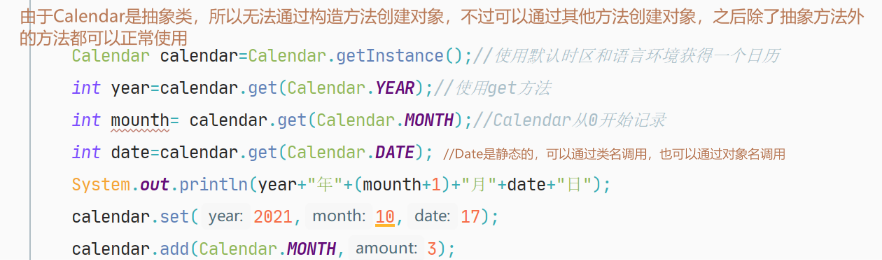 由于Calendar是抽象类，所以无法通过构造方法创建对象，不过可以通过其他方法创建对象，之后除了抽象方法外
的方法都可以正常使用
Calendar calendar=Calendar.getInstance();//使用默认时区和语言环境获得一个日历
int year=calendar.get(Calendar.YEAR);//使用get方法
int mounth= calendar.get(Calendar.MONTH);//Calendar从0开始记录
int date=calendar.get(Calendar.DATE); //Date是静态的，可以通过类名调用，也可以通过对象名调用
System.out.println(year+"年"+(mounth+1)+"月"+date+"日");
calendar.set( year: 2021, month: 10, date: 17);
calendar.add(Calendar.MONTH, amount: 3);